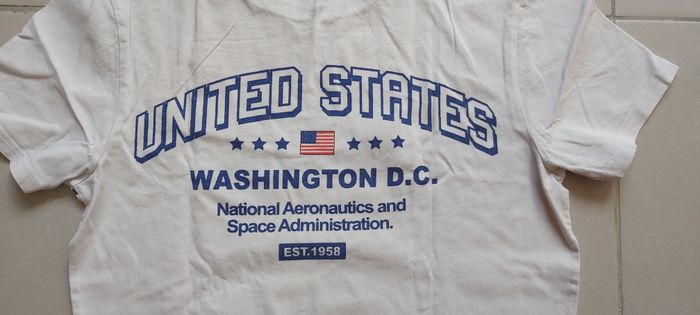 UNITED STATES
WASHINGTON D.C.
National Aeronautics and
Space Administration.
EST.1958